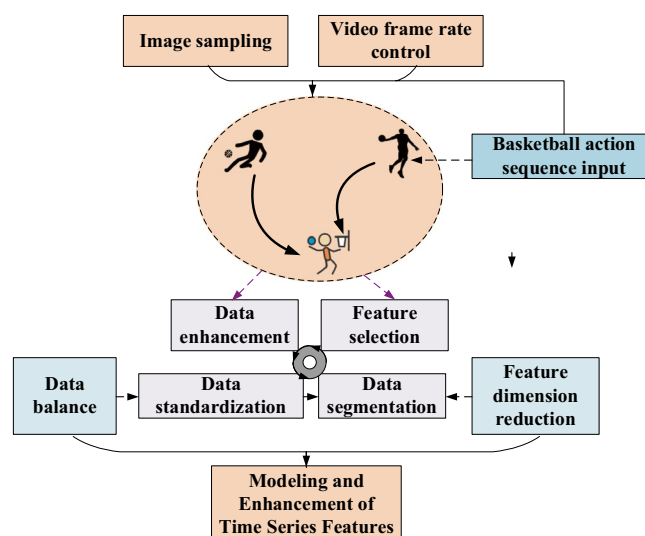 Image sampling
Video frame rate
control
Basketball action
sequence input
Data
enhancement
Feature
selection
Data
balance
Data
standardization
Data
segmentation
Feature
dimension
reduction
Modeling and
Enhancement of
Time Series Features